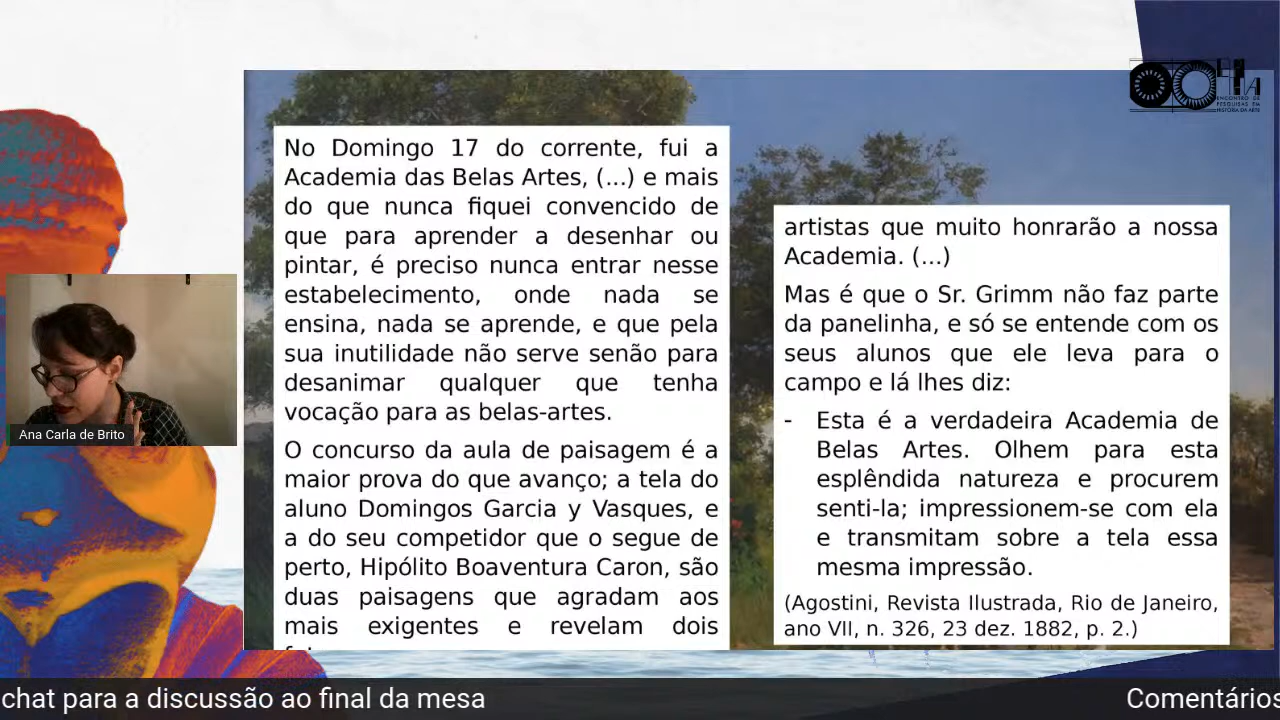 No Domingo 17 do corrente, fui a
Academia das Belas Artes, (...) e mais
do que nunca fiquei convencido de
que para aprender a desenhar ou
pintar, é preciso nunca entrar nesse
estabelecimento, onde nada se
ensina, nada se aprende, e que pela
sua inutilidade não serve senão para
desanimar qualquer que tenha
vocação para as belas-artes.
O concurso da aula de paisagem é a
maior prova do que avanço; a tela do
aluno Domingos Garcia y Vasques, e
a do seu competidor que o segue de
perto, Hipólito Boaventura Caron, são
duas paisagens que agradam aos
mais exigentes e revelam dois
artistas que muito honrarão a nossa
Academia. (...)
Mas é que o Sr. Grimm não faz parte
da panelinha, e só se entende com os
seus alunos que ele leva para o
campo e lá lhes diz:
- Esta é a verdadeira Academia de
Belas Artes. Olhem para esta
esplêndida natureza e procurem
senti-la; impressionem-se com ela
e transmitam sobre a tela essa
mesma impressão.
(Agostini, Revista Ilustrada, Rio de Janeiro,
ano VII, n. 326, 23 dez. 1882, p. 2.)
ENCONTRO DE
PESQUISAS EM
HISTÓRIA DA ARTE
Ana Carla de Brito
chat para a discussão ao final da mesa
Comentários